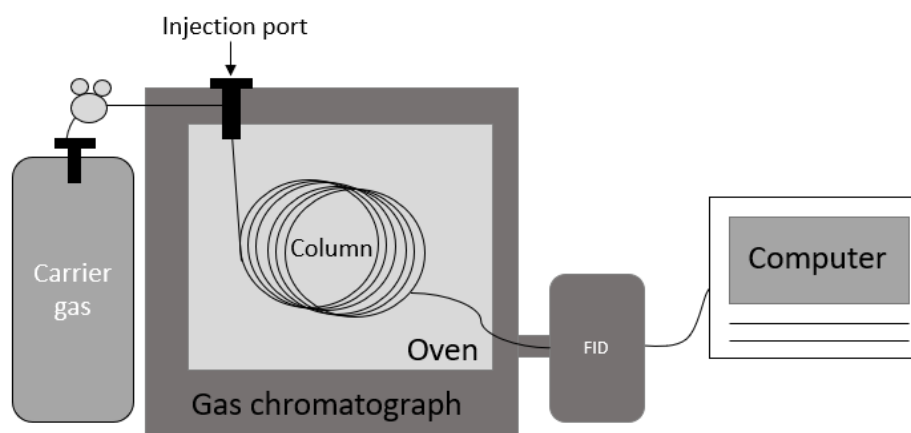 Injection port
Carrier
gas
Column
Oven
Gas chromatograph
FID
Computer